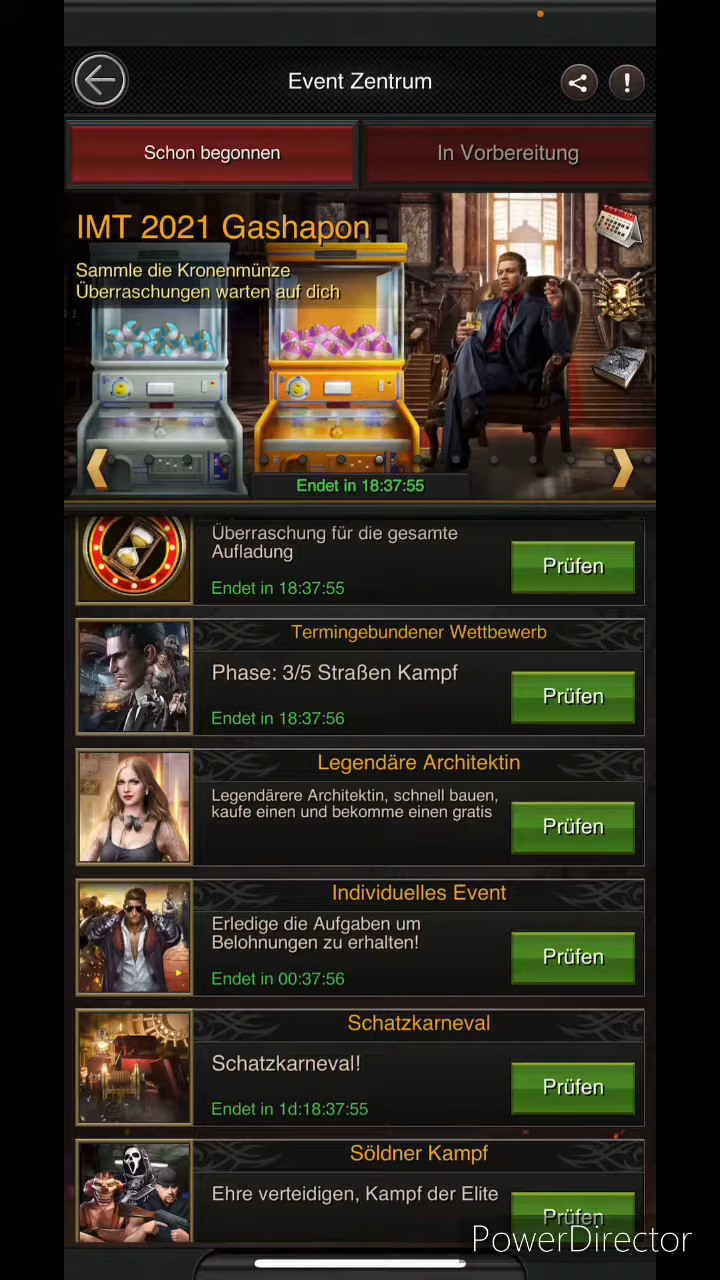 Event Zentrum
Schon begonnen
In Vorbereitung
IMT 2021 Gashapon
Sammle die Kronenmünze
Überraschungen warten auf dich
Endet in 18:37:55
Überraschung für die gesamte
Aufladung
Prüfen
Endet in 18:37:55
Termingebundener Wettbewerb
Phase: 3/5 Straßen Kampf
Prüfen
Endet in 18:37:56
Legendäre Architektin
Legendärere Architektin, schnell bauen,
kaufe einen und bekomme einen gratis
Prüfen
Individuelles Event
Erledige die Aufgaben um
Belohnungen zu erhalten!
Prüfen
Endet in 00:37:56
Schatzkarneval
Schatzkarneval!
Prüfen
Endet in 1d:18:37:55
Söldner Kampf
Ehre verteidigen, Kampf der Elite
Prüfen
PowerDirector